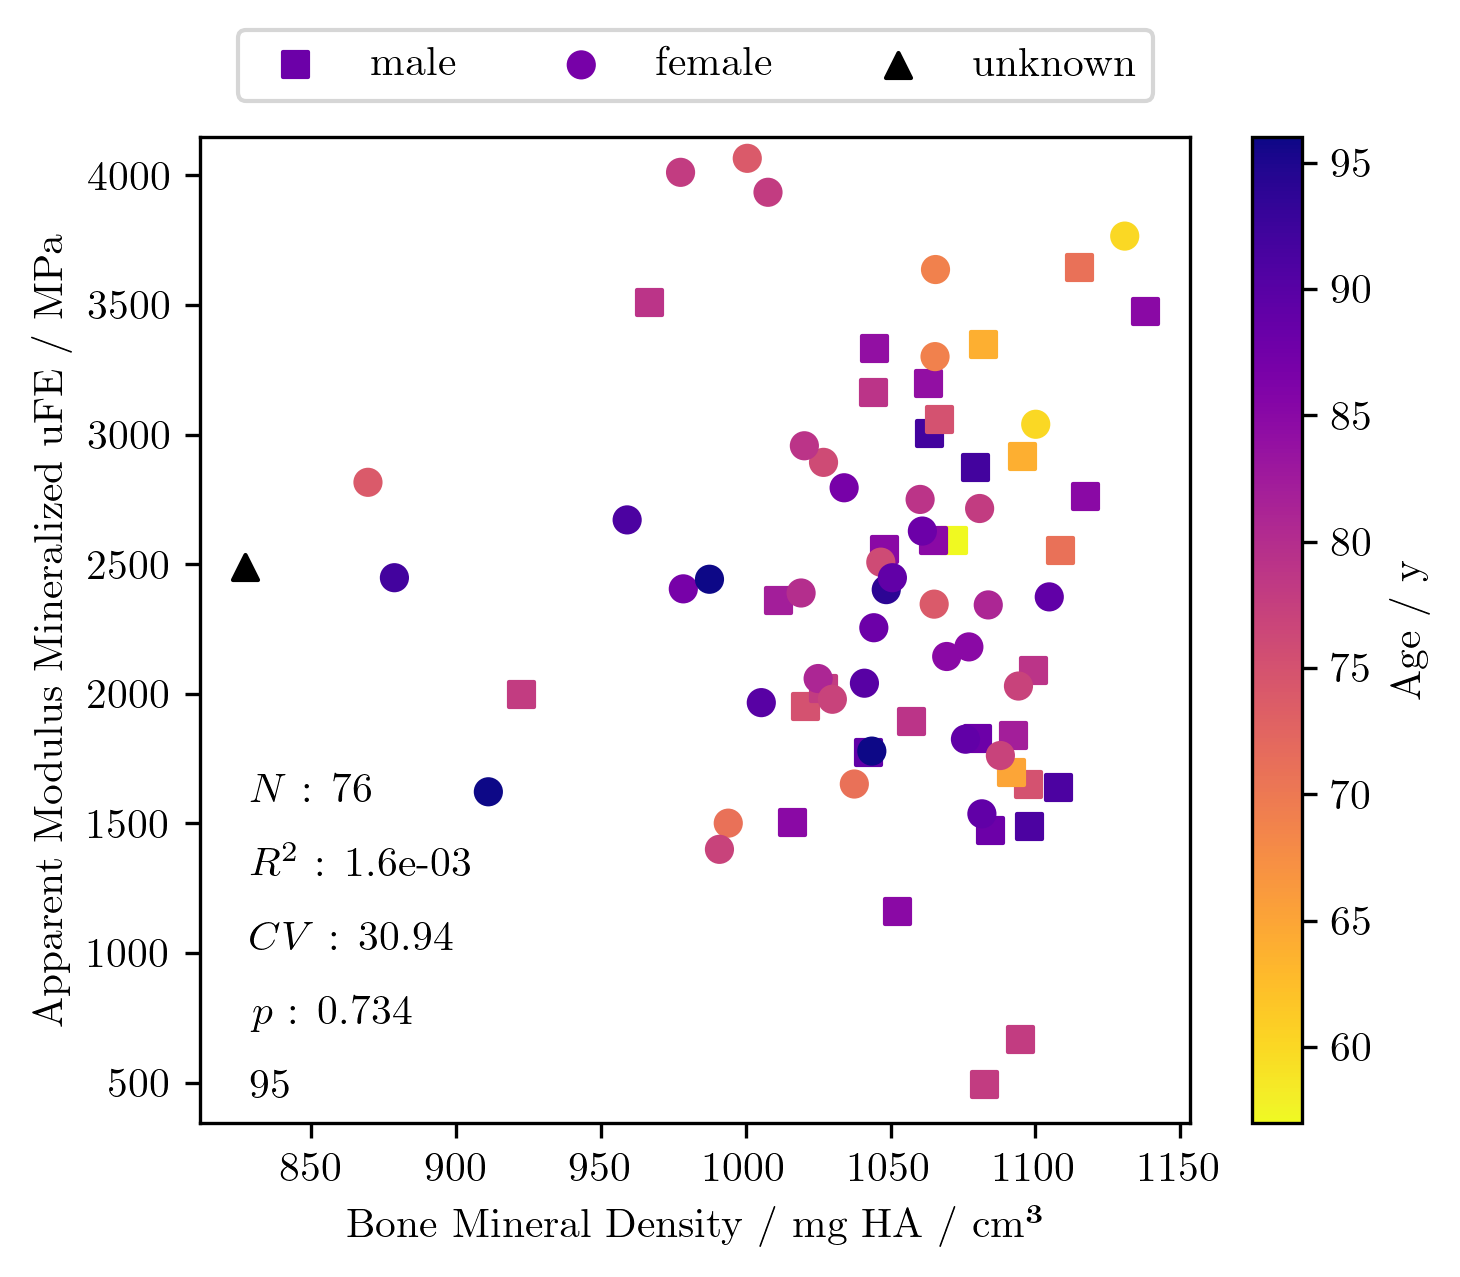 male female unknown
4000
3500
3000
2500
2000
1500
1000
500
Apparent Modulus Mineralized uFE / MPa
N : 76
R² : 1.6e-03
CV : 30.94
p : 0.734
95
850 900 950 1000 1050 1100 1150
Bone Mineral Density / mg HA / cm³
95
90
85
80
75
70
65
60
Age / y